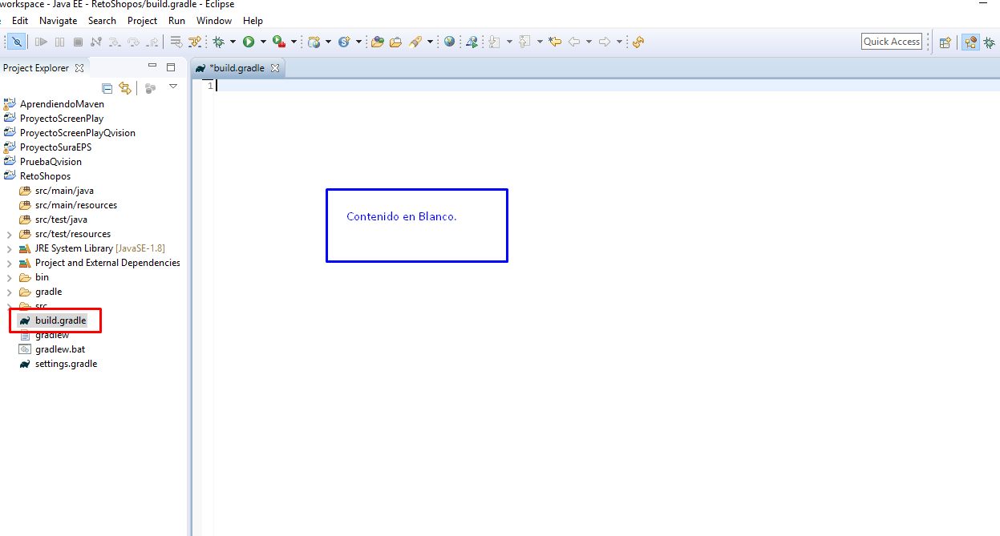 workspace - Java EE - RetoShopos/build.gradle - Eclipse
Edit Navigate Search Project Run Window Help
Quick Access
Project Explorer
*build.gradle
1
AprendiendoMaven
ProyectoScreenPlay
ProyectoScreenPlayQvision
ProyectoSuraEPS
PruebaQvision
RetoShopos
src/main/java
src/main/resources
src/test/java
src/test/resources
JRE System Library [JavaSE-1.8]
Project and External Dependencies
bin
gradle
src
build.gradle
gradlew
gradlew.bat
settings.gradle
Contenido en Blanco.